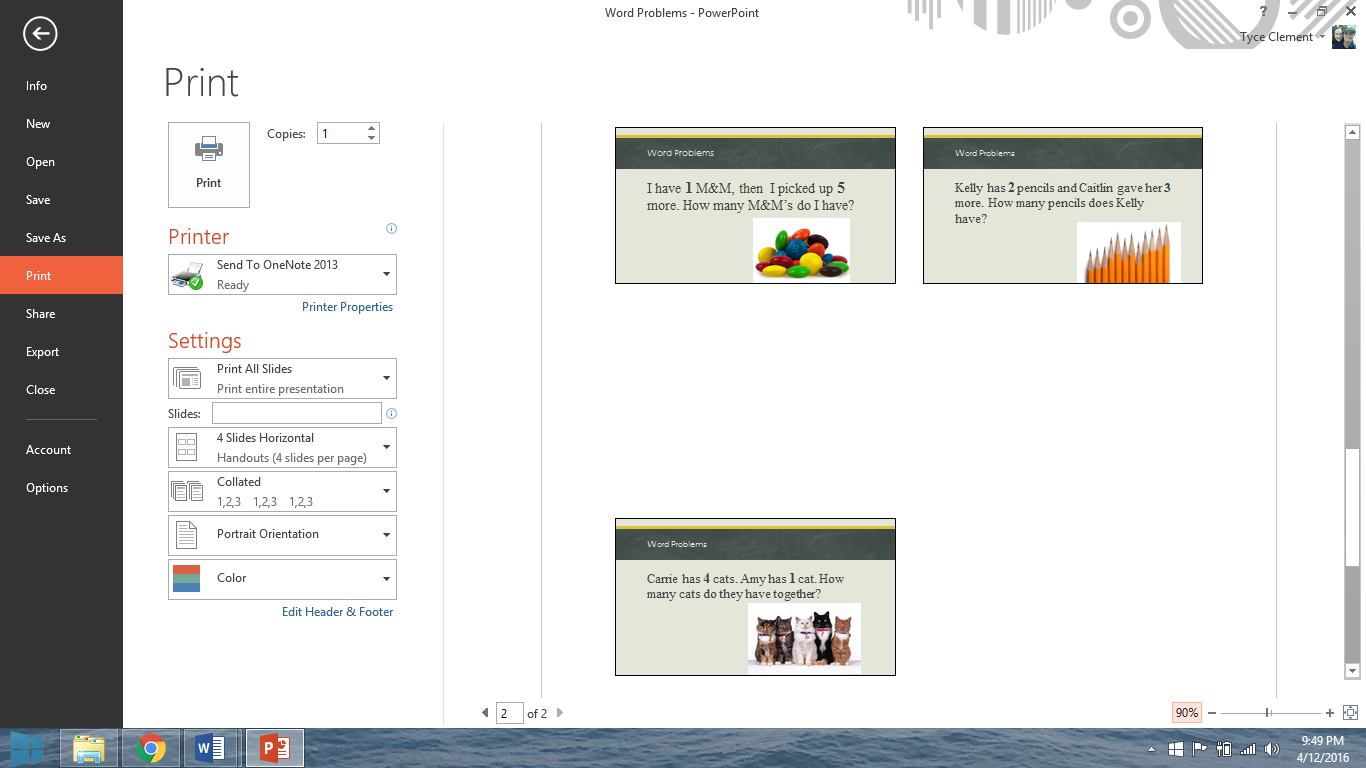 Word Problems - PowerPoint
?
Tyce Clement
Info
New
Open
Save
Save As
Print
Share
Export
Close
Account
Options
Print
Print
Copies: 1
Printer
Send To OneNote 2013
Ready
Printer Properties
Settings
Print All Slides
Print entire presentation
Slides:
4 Slides Horizontal
Handouts (4 slides per page)
Collated
1,2,3 1,2,3 1,2,3
Portrait Orientation
Color
Edit Header & Footer
Word Problems
I have 1 M&M, then I picked up 5
more. How many M&M's do I have?
Word Problems
Kelly has 2 pencils and Caitlin gave her 3
more. How many pencils does Kelly
have?
Word Problems
Carrie has 4 cats. Amy has 1 cat. How
many cats do they have together?
2 of 2
90%
9:49 PM
4/12/2016